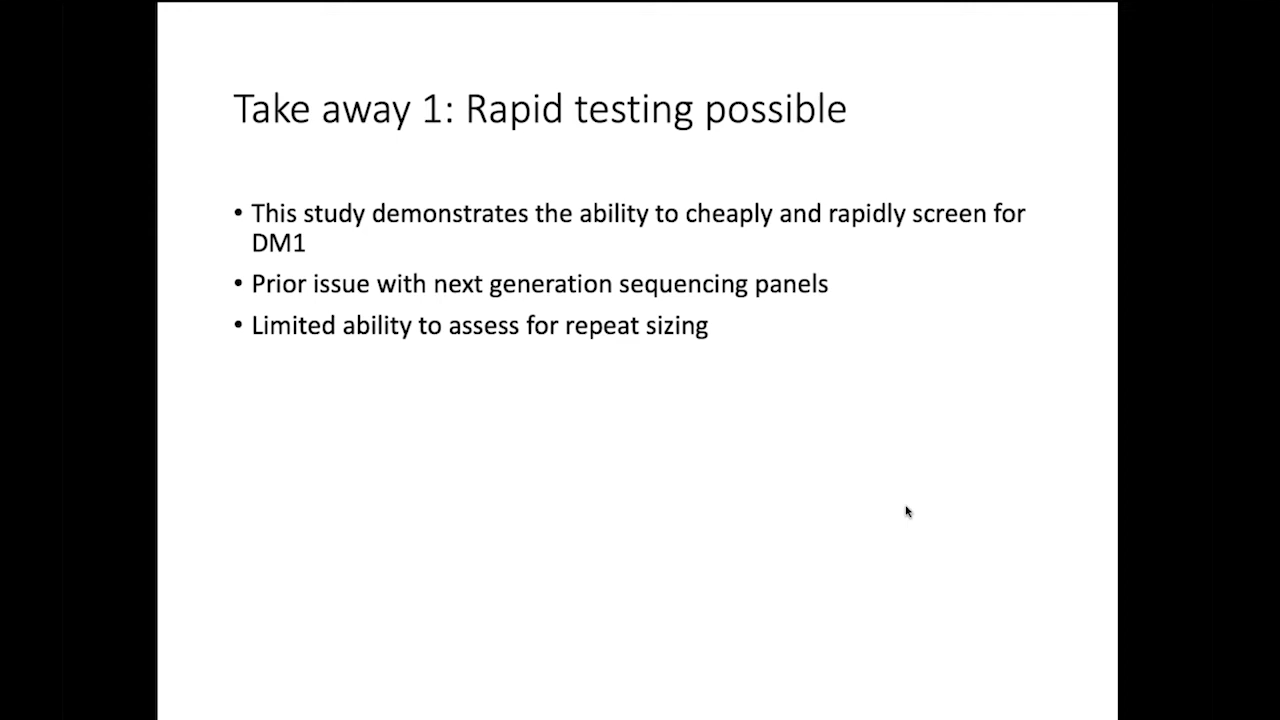 Take away 1: Rapid testing possible
• This study demonstrates the ability to cheaply and rapidly screen for
DM1
• Prior issue with next generation sequencing panels
• Limited ability to assess for repeat sizing